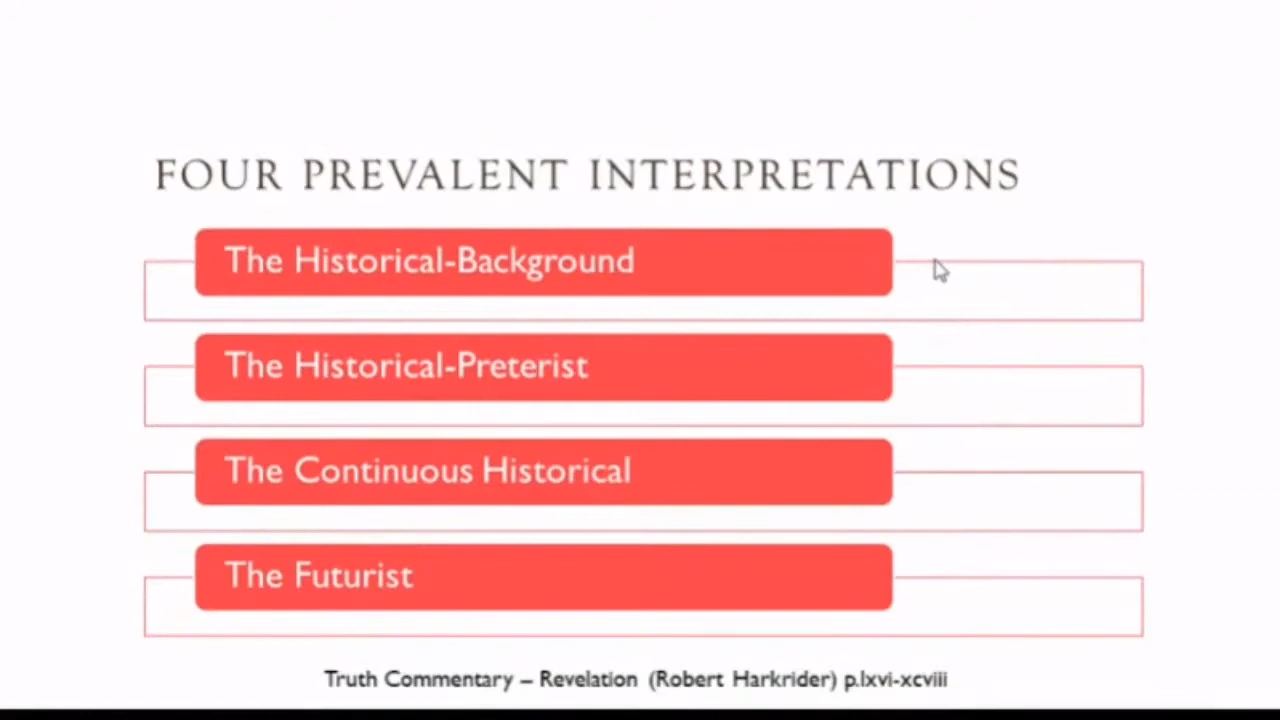 FOUR PREVALENT INTERPRETATIONS
The Historical-Background
The Historical-Preterist
The Continuous Historical
The Futurist
Truth Commentary – Revelation (Robert Harkrider) p.lxvi-xcviii